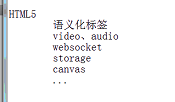 HTML5
语义化标签
video、audio
websocket
storage
canvas
...